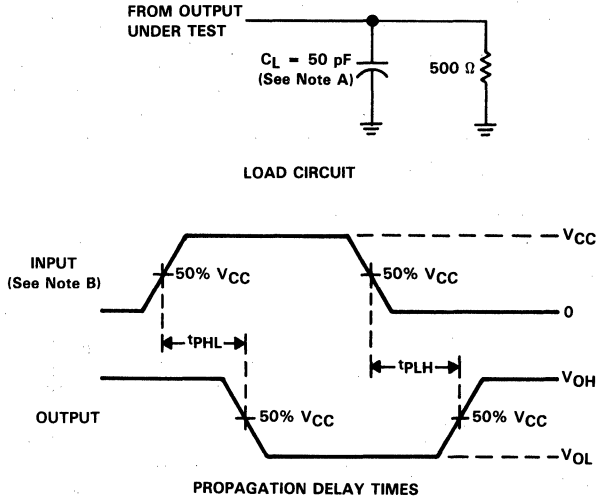 FROM OUTPUT
UNDER TEST
CL = 50 pF
(See Note A)
500 Ω
LOAD CIRCUIT
INPUT
(See Note B)
50% VCC
50% VCC
VCC
0
tPHL
tPLH
OUTPUT
50% VCC
50% VCC
VOH
VOL
PROPAGATION DELAY TIMES